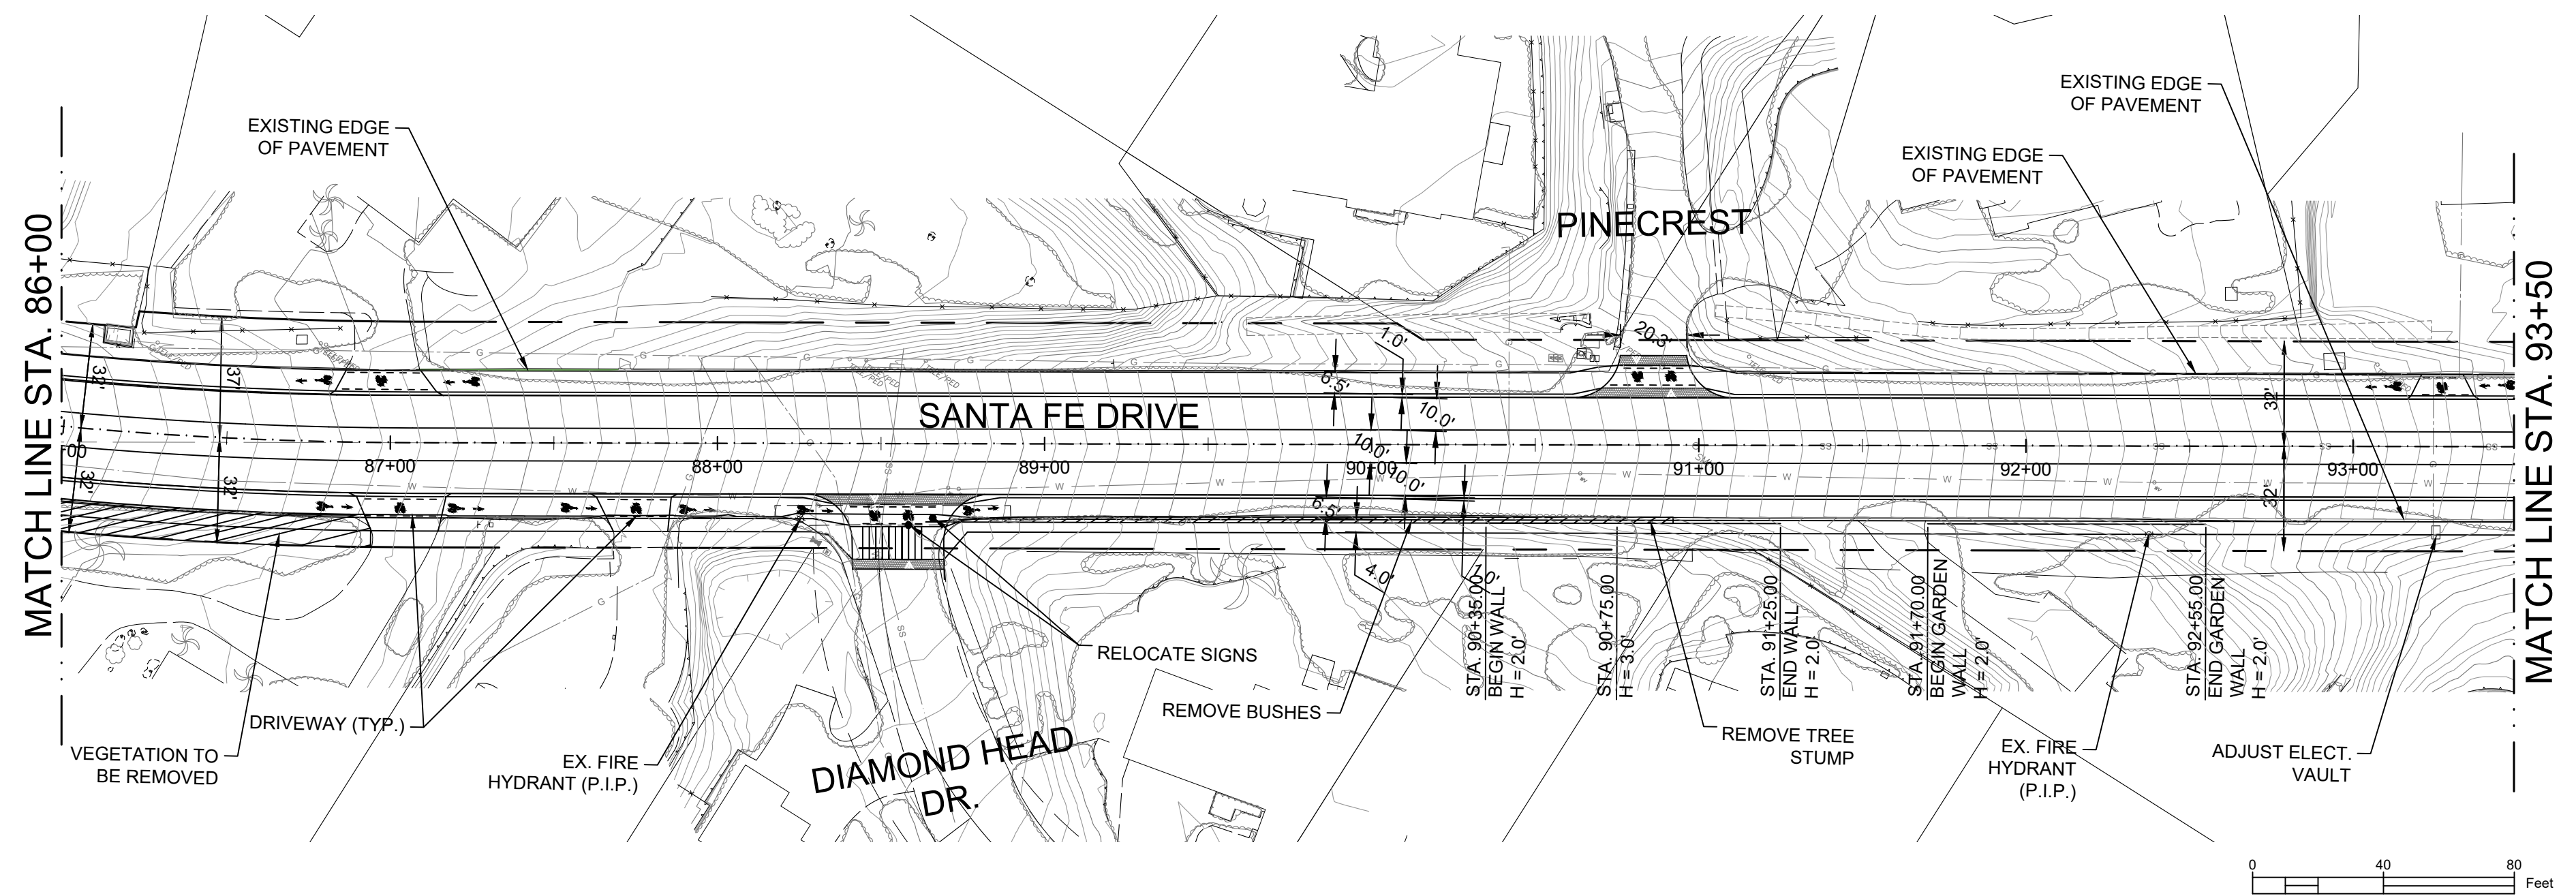 MATCH LINE STA. 86+00
EXISTING EDGE
OF PAVEMENT
EXISTING EDGE
OF PAVEMENT
EXISTING EDGE
OF PAVEMENT
PINECREST
20.3'
1.0'
6.5'
32'
37'
SANTA FE DRIVE
10.0'
10.0'
10.0'
32'
87+00
88+00
89+00
90+00
91+00
92+00
93+00
32'
32'
32'
6.5'
4.0'
1.0'
MATCH LINE STA. 93+50
STA. 90+35.00
BEGIN WALL
H = 2.0'
STA. 90+75.00
H = 3.0'
STA. 91+25.00
END WALL
H = 2.0'
STA. 91+70.00
BEGIN GARDEN
WALL
H = 2.0'
STA. 92+55.00
END GARDEN
WALL
H = 2.0'
RELOCATE SIGNS
REMOVE BUSHES
DRIVEWAY (TYP.)
VEGETATION TO
BE REMOVED
EX. FIRE
HYDRANT (P.I.P.)
DIAMOND HEAD
DR.
REMOVE TREE
STUMP
EX. FIRE
HYDRANT
(P.I.P.)
ADJUST ELECT.
VAULT
0 40 80
Feet